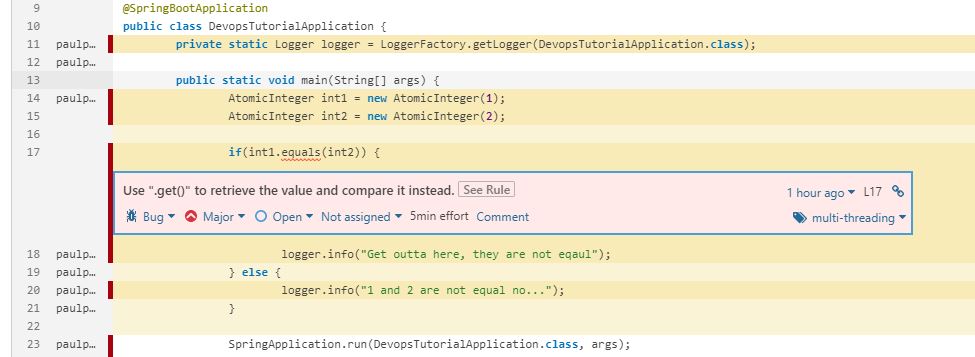 9 @SpringBootApplication
10 public class DevopsTutorialApplication {
11 paulp… private static Logger logger = LoggerFactory.getLogger(DevopsTutorialApplication.class);
12 paulp…
13 public static void main(String[] args) {
14 paulp… AtomicInteger int1 = new AtomicInteger(1);
15 AtomicInteger int2 = new AtomicInteger(2);
16
17 if(int1.equals(int2)) {
Use ".get()" to retrieve the value and compare it instead. See Rule 1 hour ago L17
Bug Major Open Not assigned 5min effort Comment multi-threading
18 paulp… logger.info("Get outta here, they are not eqaul");
19 paulp… } else {
20 paulp… logger.info("1 and 2 are not equal no...");
21 paulp… }
22
23 paulp… SpringApplication.run(DevopsTutorialApplication.class, args);